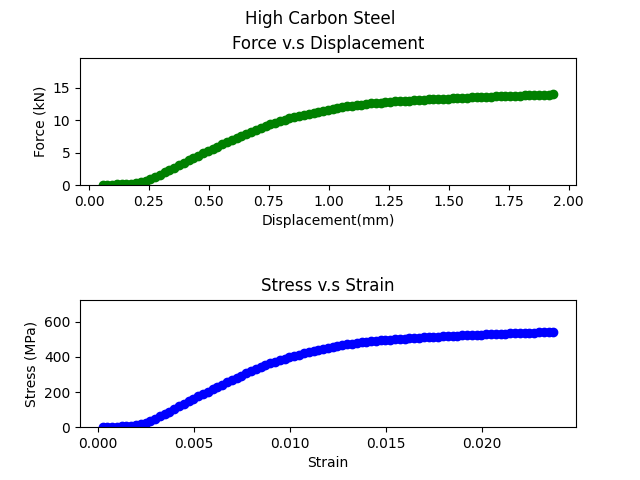 High Carbon Steel
Force v.s Displacement
Force (kN)
15
10
5
0
0.00 0.25 0.50 0.75 1.00 1.25 1.50 1.75 2.00
Displacement(mm)
Stress v.s Strain
Stress (MPa)
600
400
200
0
0.000 0.005 0.010 0.015 0.020
Strain